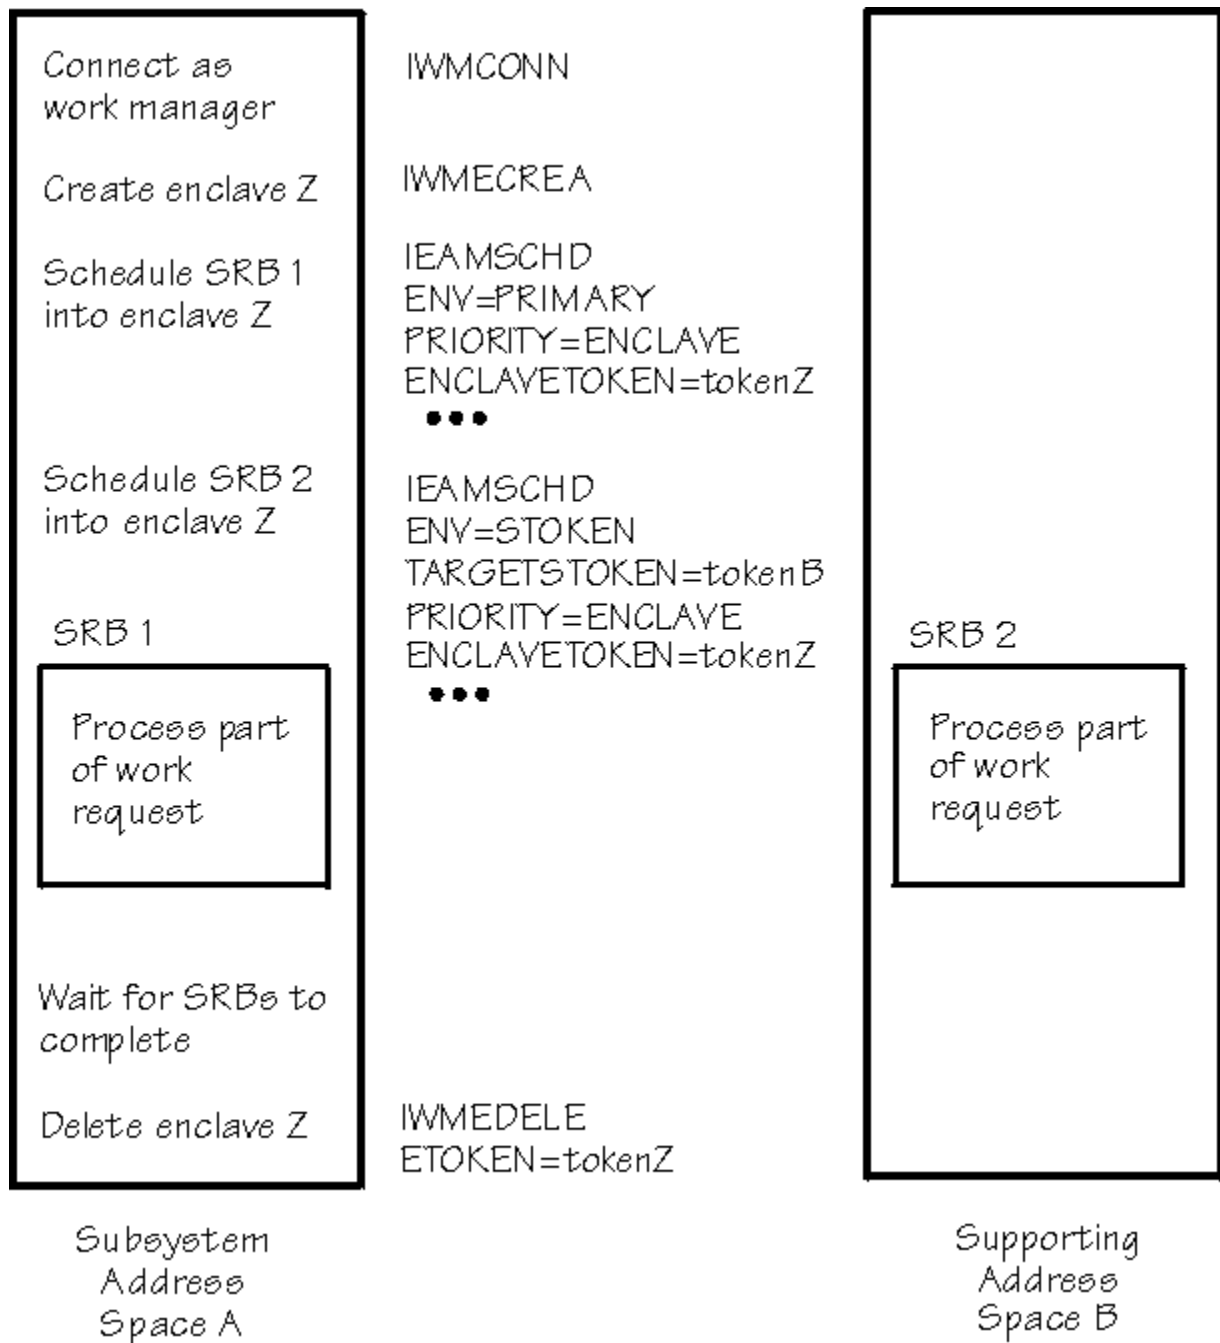 Connect as
work manager
IWMCONN
Create enclave Z
IWMECREA
Schedule SRB 1
into enclave Z
IEAMSCHD
ENV=PRIMARY
PRIORITY=ENCLAVE
ENCLAVETOKEN=tokenZ
•••
Schedule SRB 2
into enclave Z
IEAMSCHD
ENV=STOKEN
TARGETSTOKEN=tokenB
PRIORITY=ENCLAVE
ENCLAVETOKEN=tokenZ
•••
SRB 1
Process part
of work
request
SRB 2
Process part
of work
request
Wait for SRBs to
complete
Delete enclave Z
IWMEDELE
ETOKEN=tokenZ
Subsystem
Address
Space A
Supporting
Address
Space B